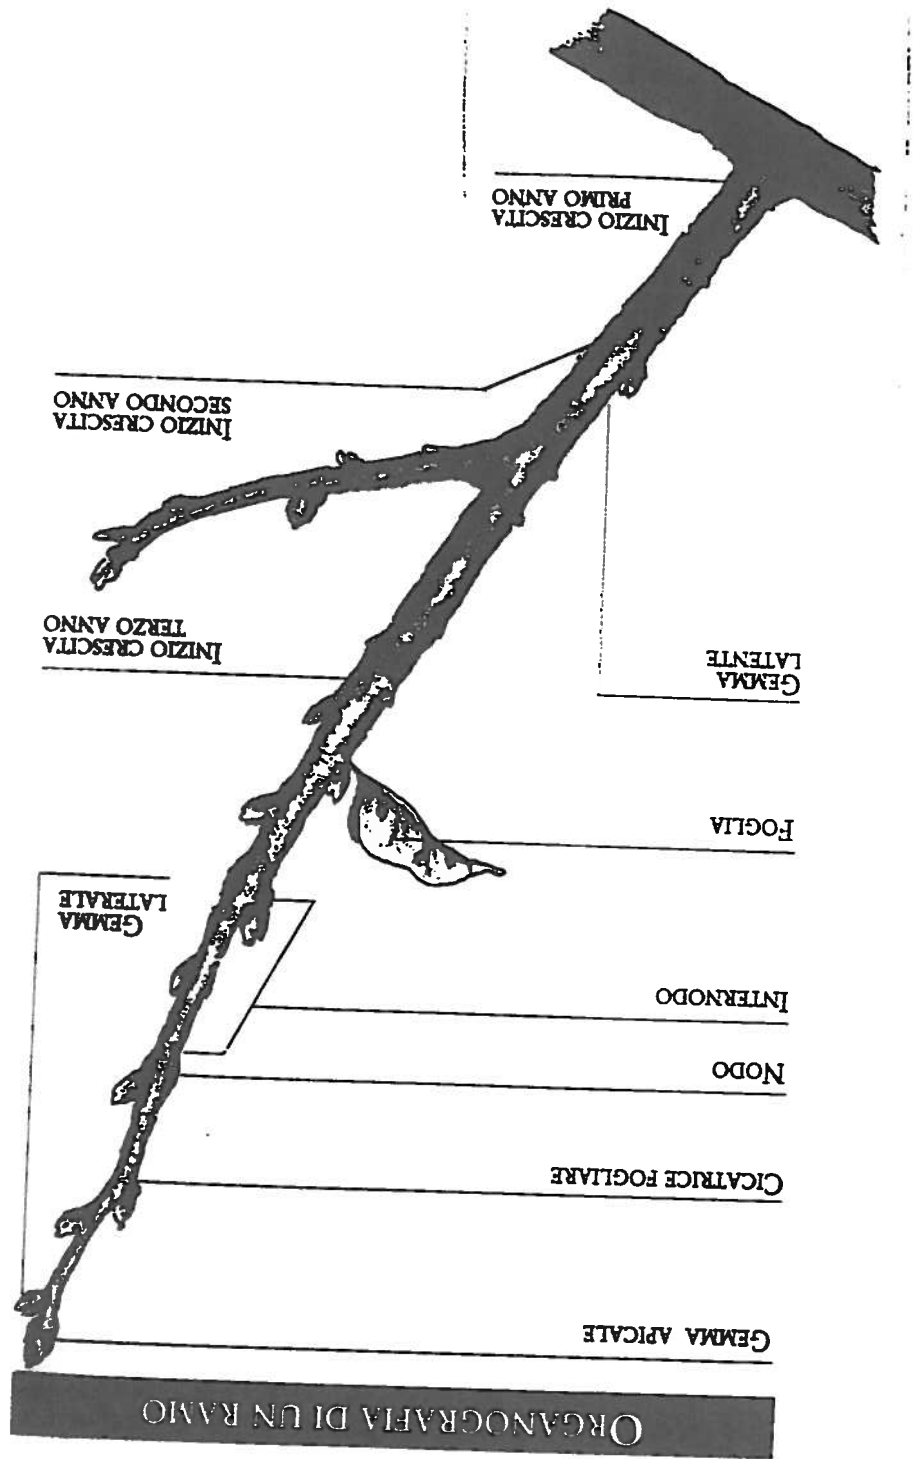 ORGANOGRAFIA DI UN RAMO
GEMMA APICALE
CICATRICE FOGLIARE
NODO
INTERNODO
GEMMA
LATERALE
FOGLIA
GEMMA
LATENTE
INIZIO CRESCITA
TERZO ANNO
INIZIO CRESCITA
SECONDO ANNO
INIZIO CRESCITA
PRIMO ANNO